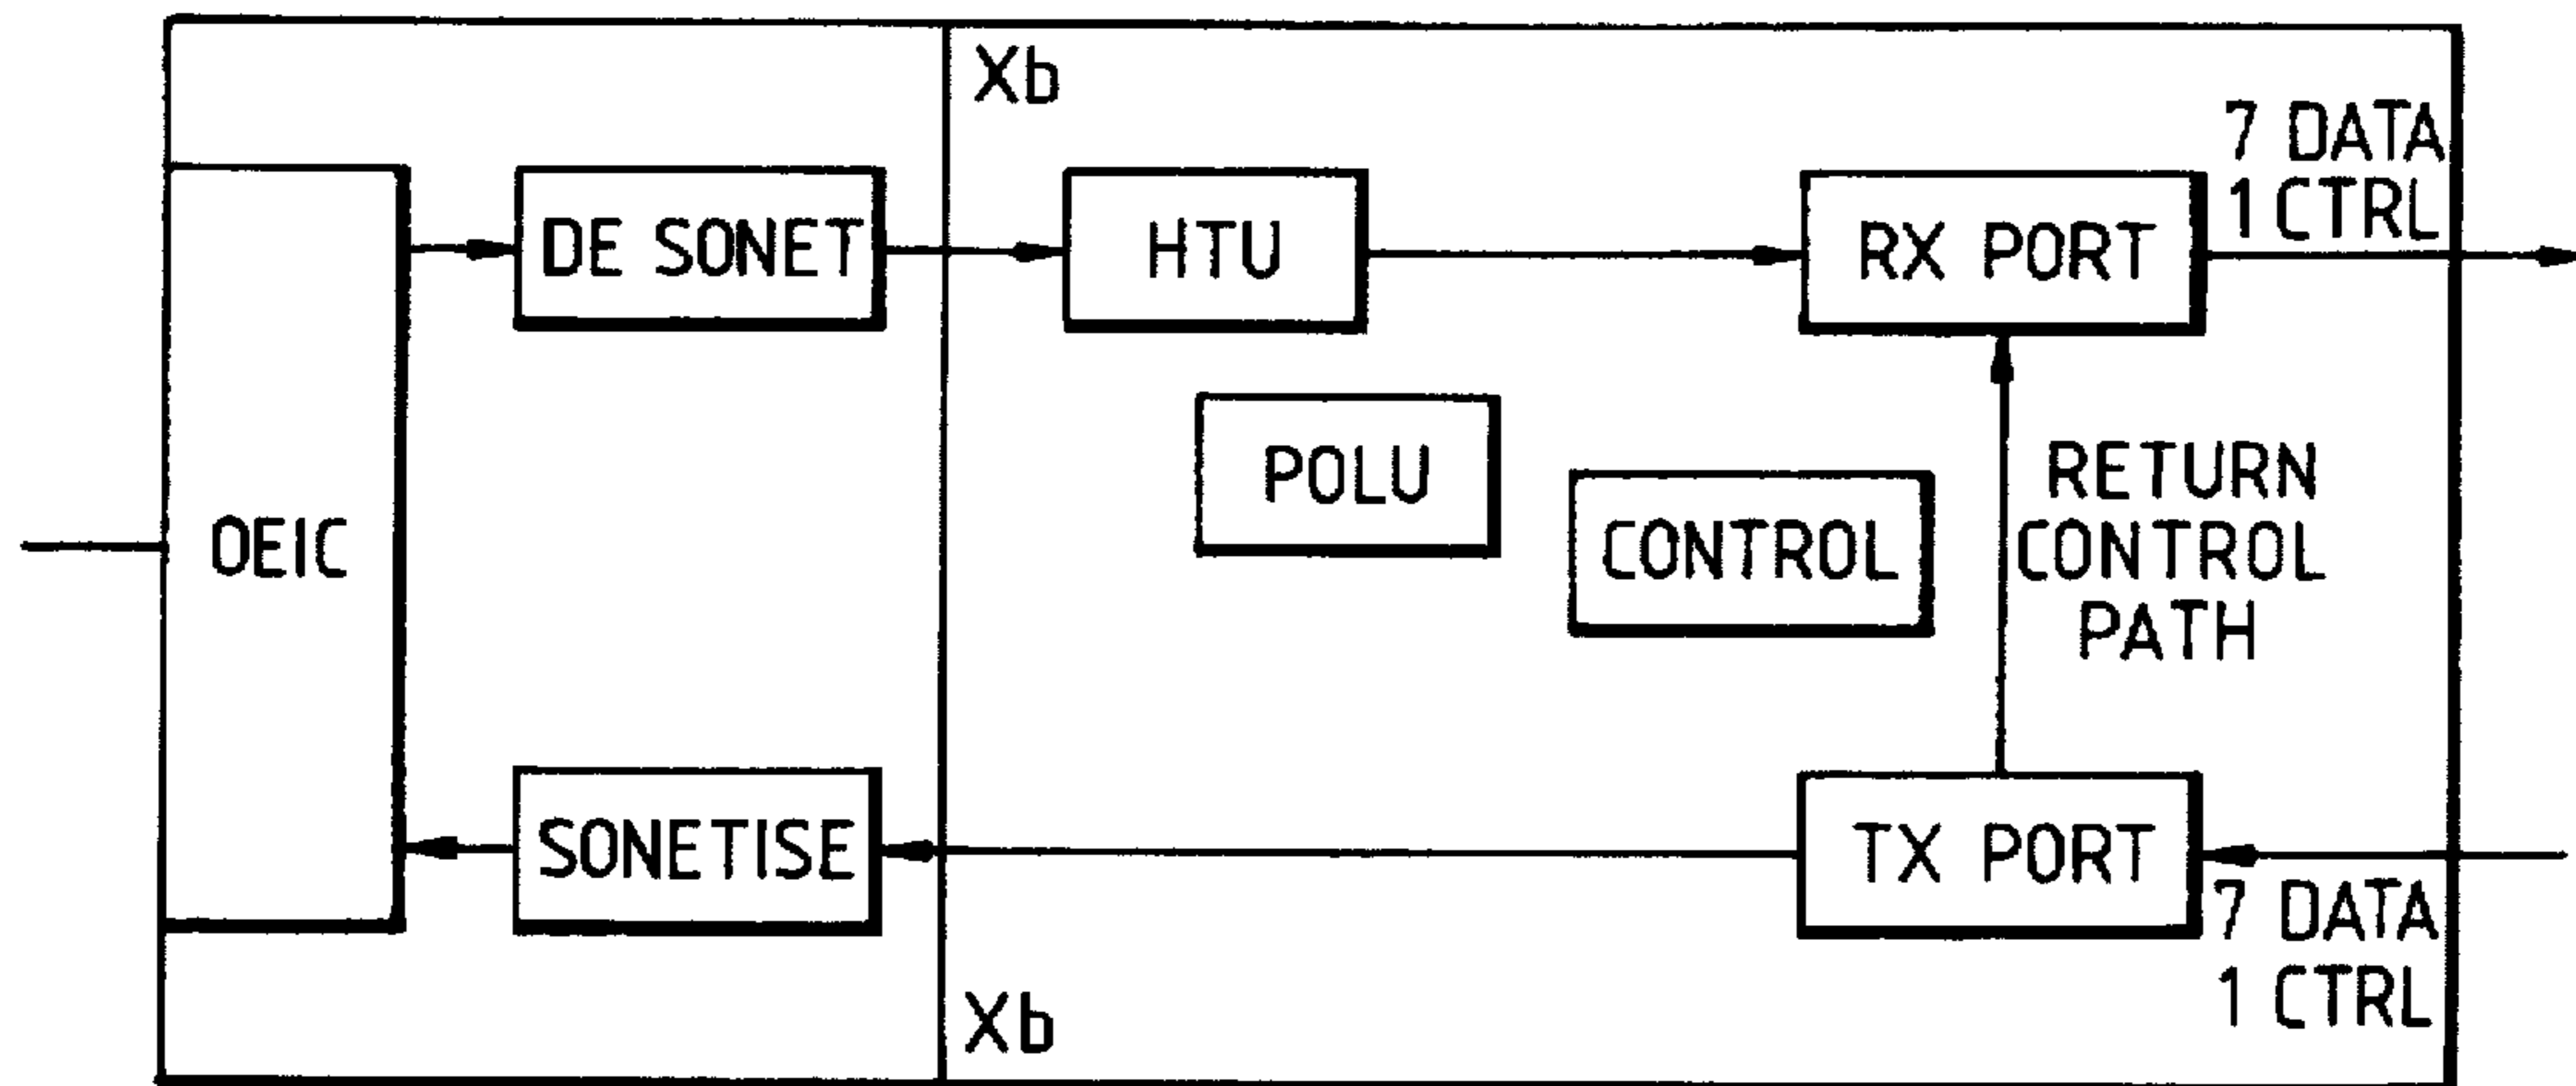 Xb
7 DATA
1 CTRL
DE SONET
HTU
RX PORT
POLU
OEIC
CONTROL
RETURN
CONTROL
PATH
SONETISE
TX PORT
7 DATA
1 CTRL
Xb